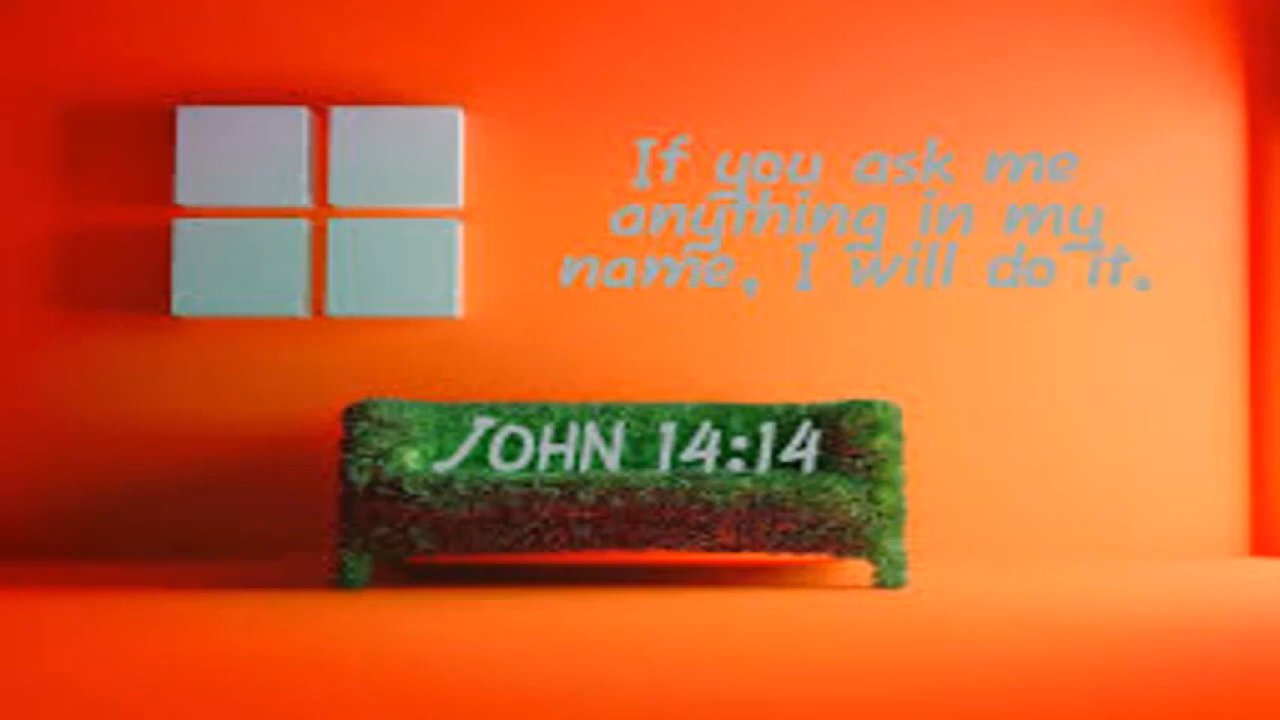 If you ask me
anything in my
name, I will do it.
JOHN 14:14